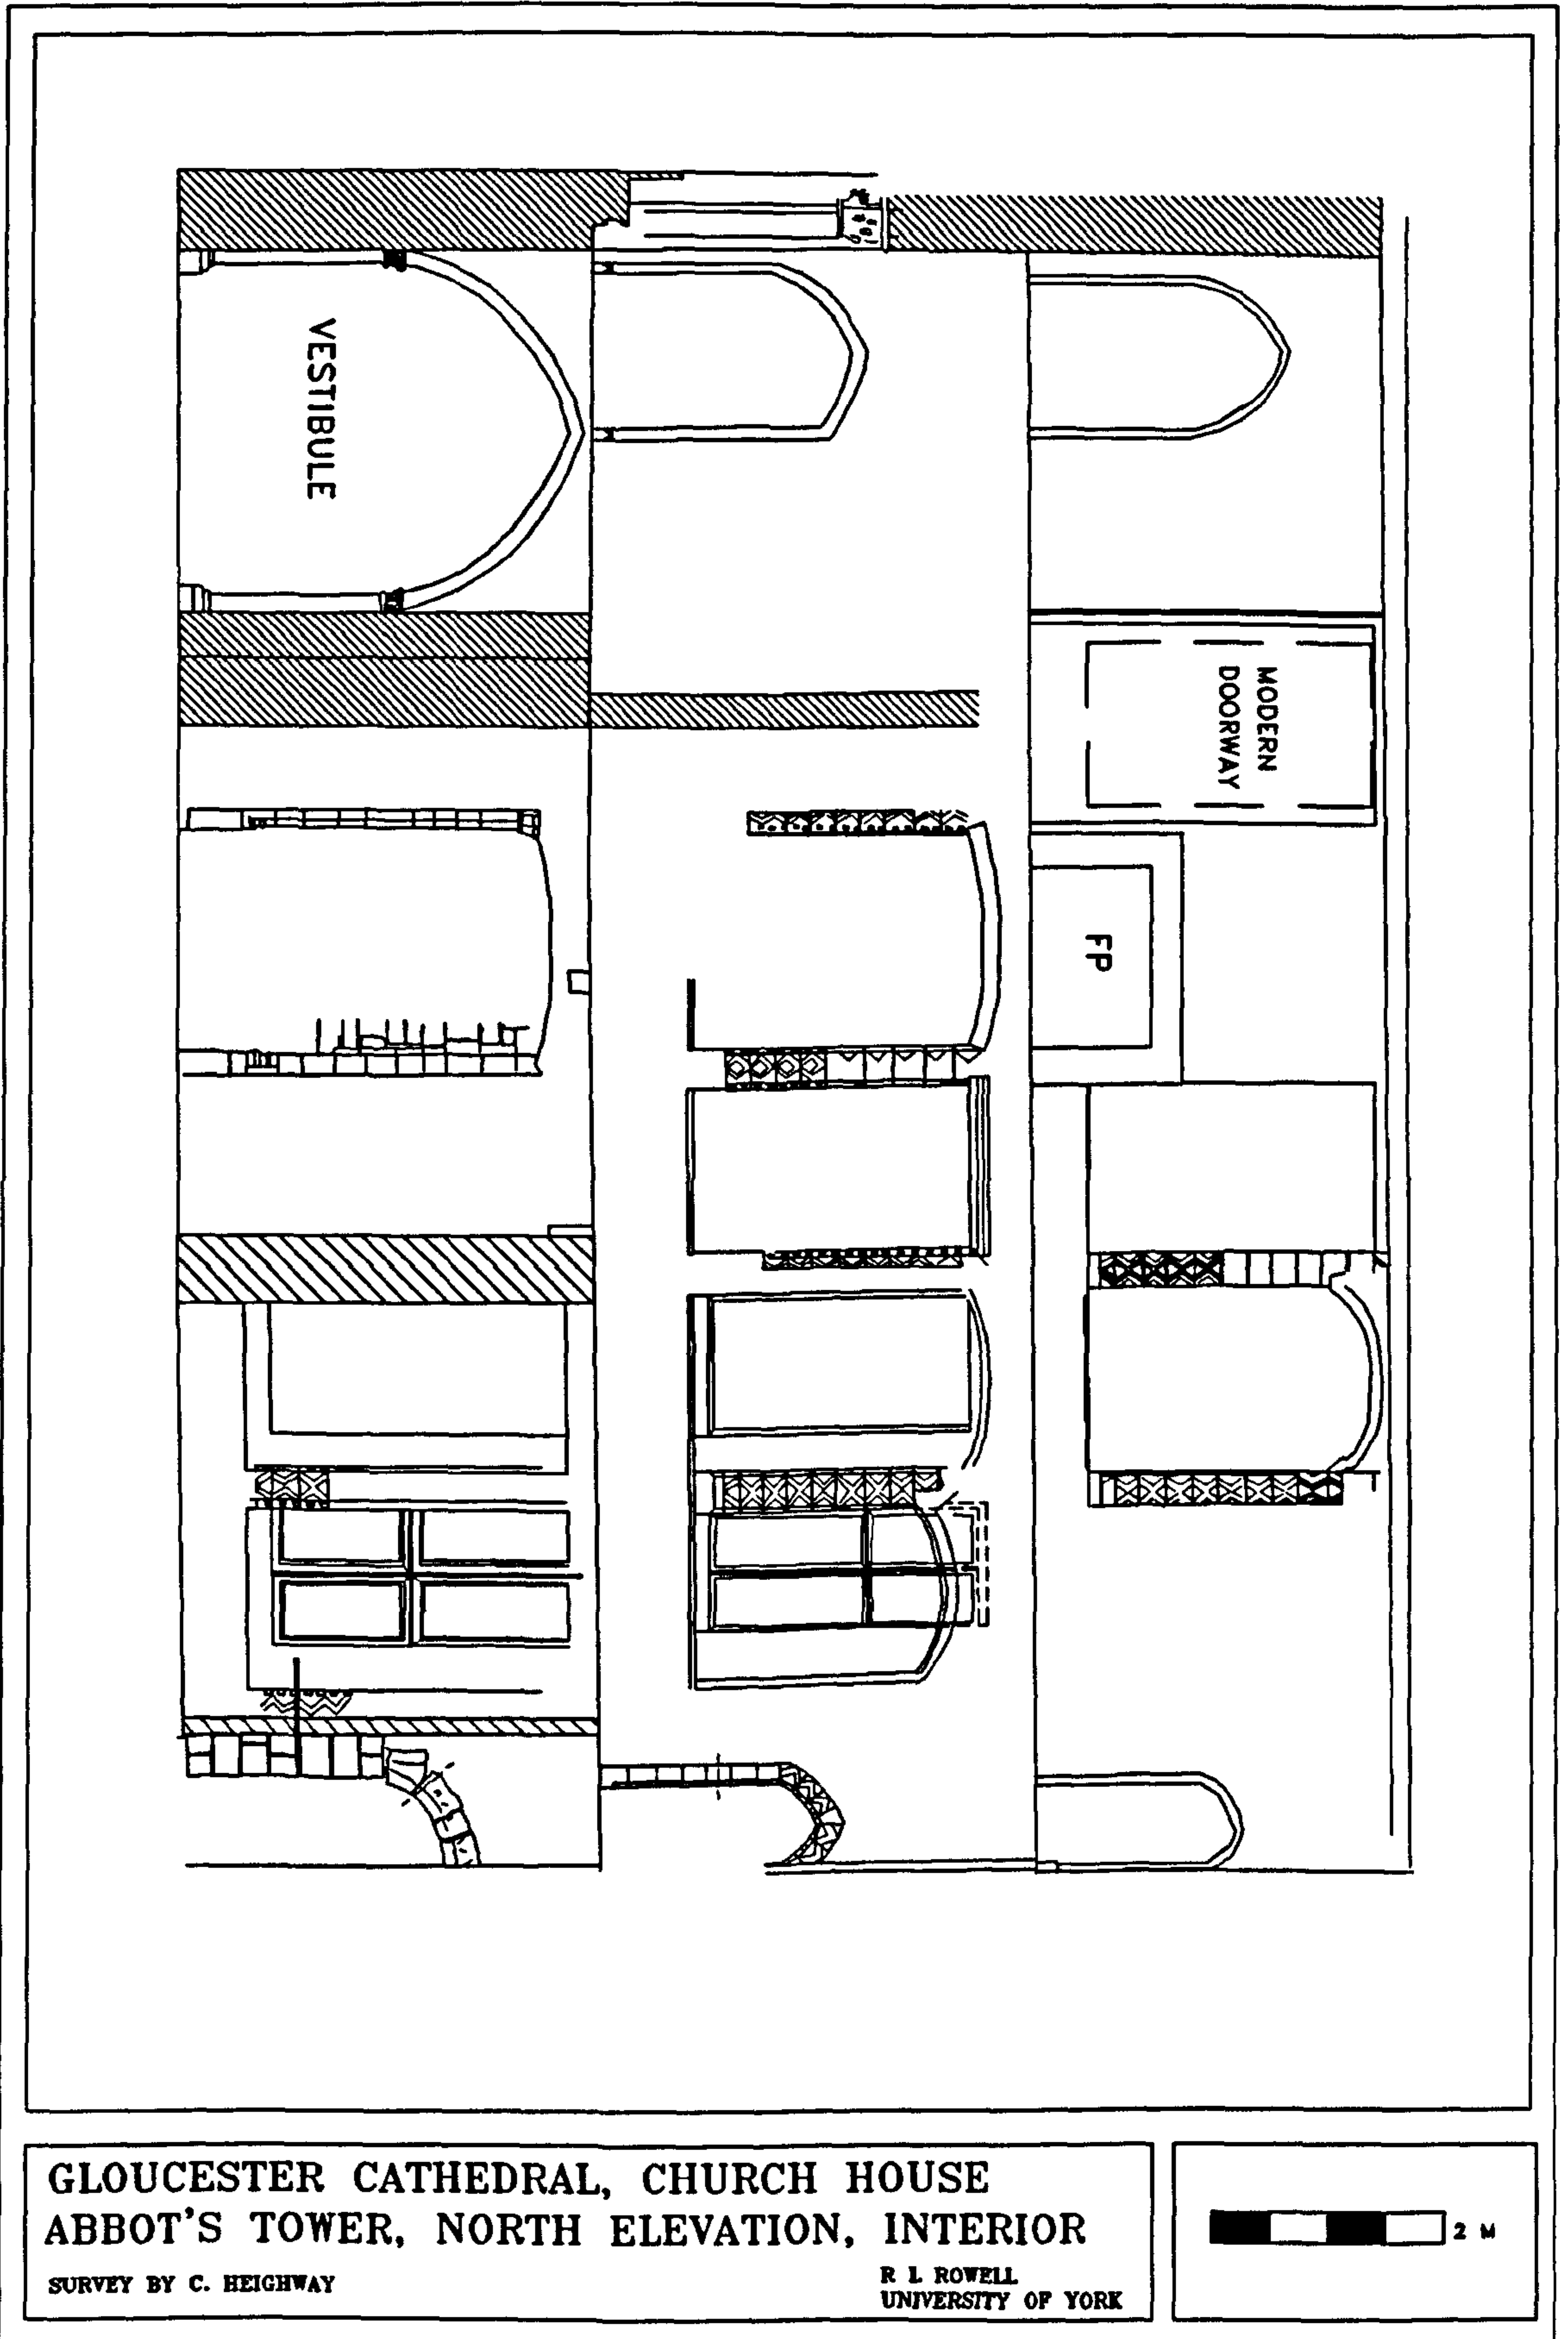 VESTIBULE
MODERN
DOORWAY
FP
GLOUCESTER CATHEDRAL, CHURCH HOUSE
ABBOT'S TOWER, NORTH ELEVATION, INTERIOR
SURVEY BY C. HEIGHWAY
R L ROWELL
UNIVERSITY OF YORK
2 M